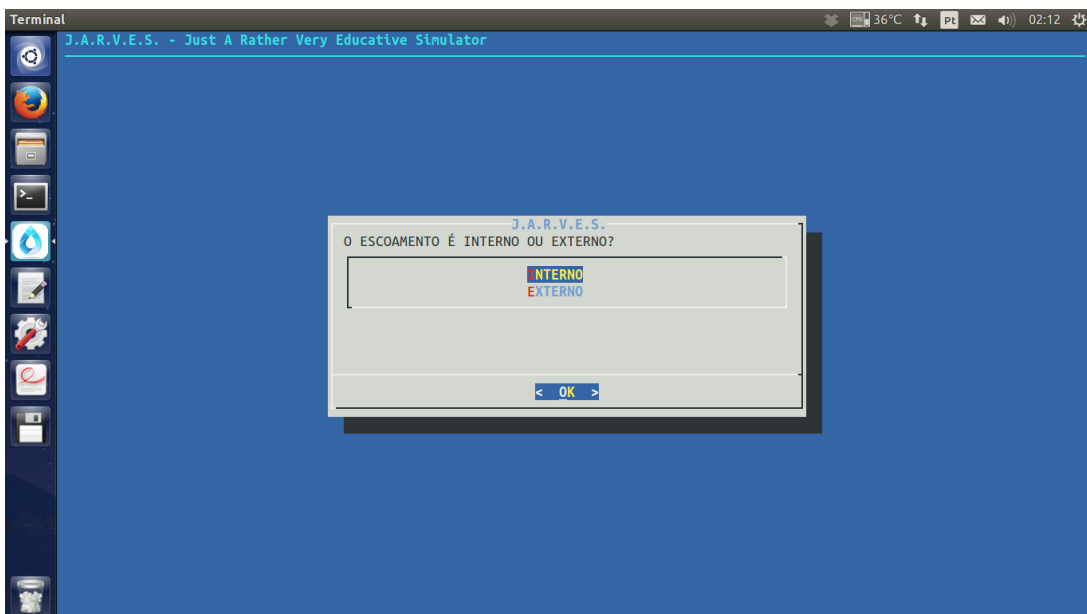 Terminal
36°C Pt 02:12
J.A.R.V.E.S. - Just A Rather Very Educative Simulator
J.A.R.V.E.S.
O ESCOAMENTO É INTERNO OU EXTERNO?
INTERNO
EXTERNO
< OK >